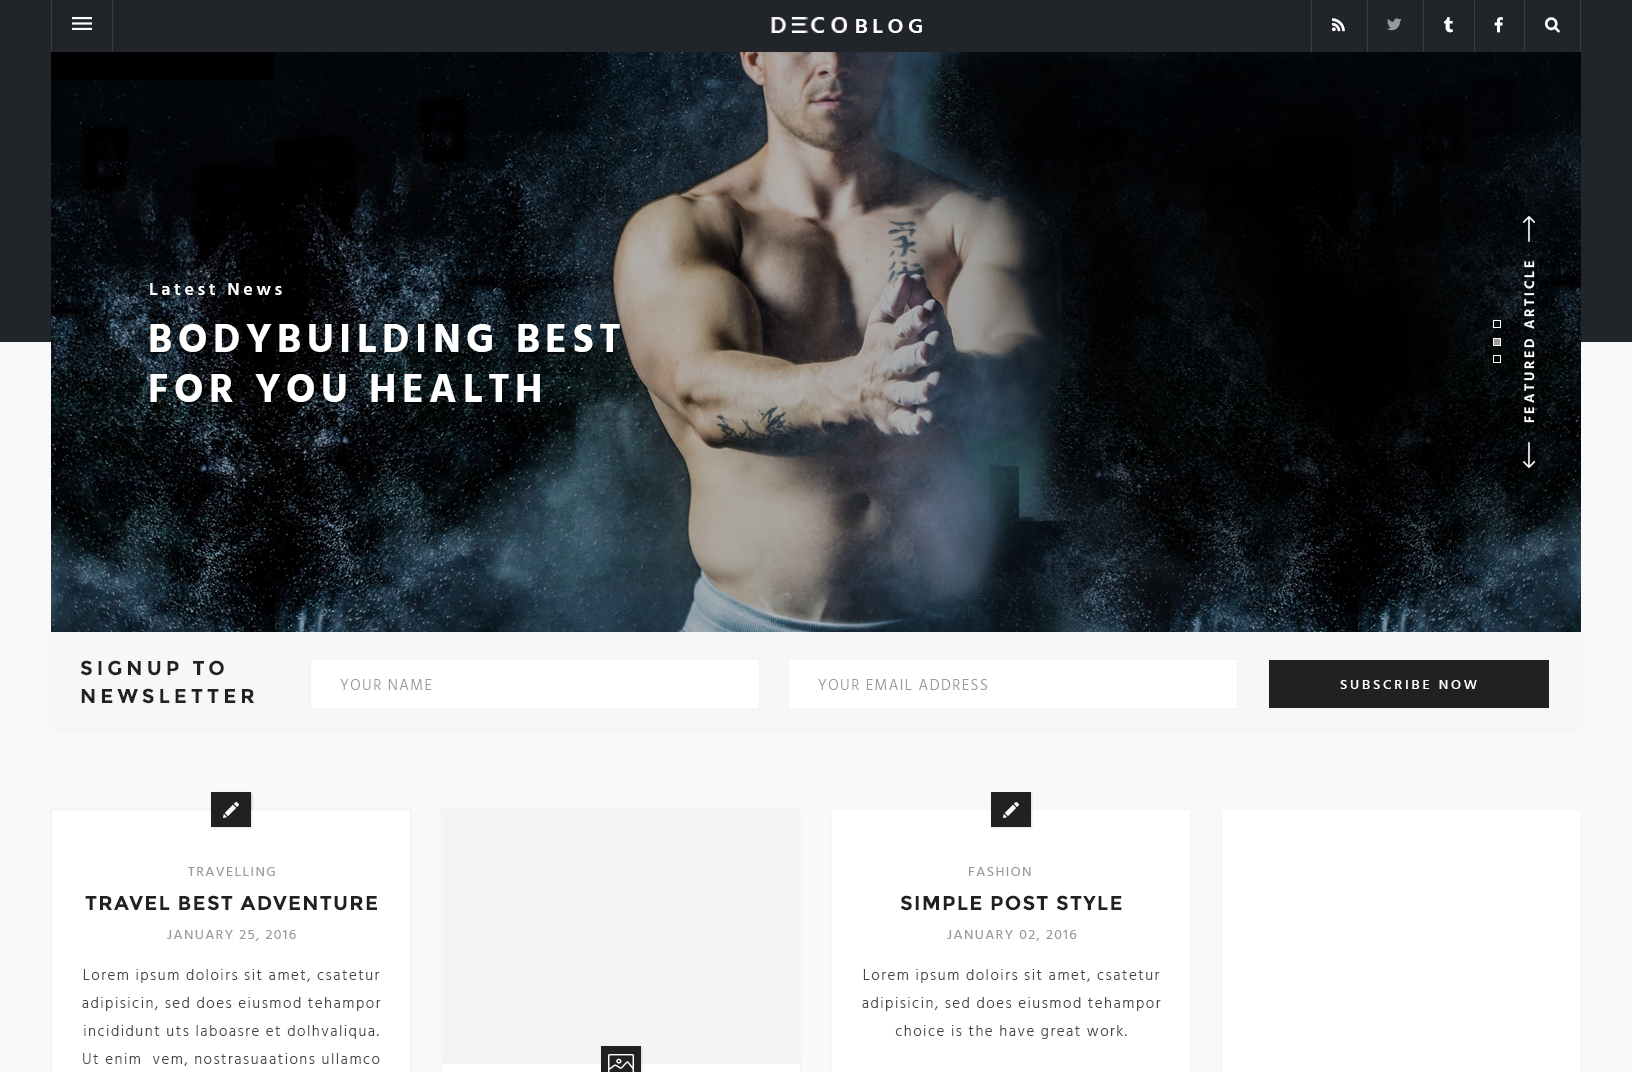 DECOBLOG
Latest News
BODYBUILDING BEST
FOR YOU HEALTH
FEATURED ARTICLE
SIGNUP TO
NEWSLETTER
YOUR NAME
YOUR EMAIL ADDRESS
SUBSCRIBE NOW
TRAVELLING
TRAVEL BEST ADVENTURE
JANUARY 25, 2016
Lorem ipsum doloirs sit amet, csatetur
adipisicin, sed does eiusmod tehampor
incididunt uts laboasre et dolhvaliqua.
Ut enim vem, nostrasuaations ullamco
FASHION
SIMPLE POST STYLE
JANUARY 02, 2016
Lorem ipsum doloirs sit amet, csatetur
adipisicin, sed does eiusmod tehampor
choice is the have great work.